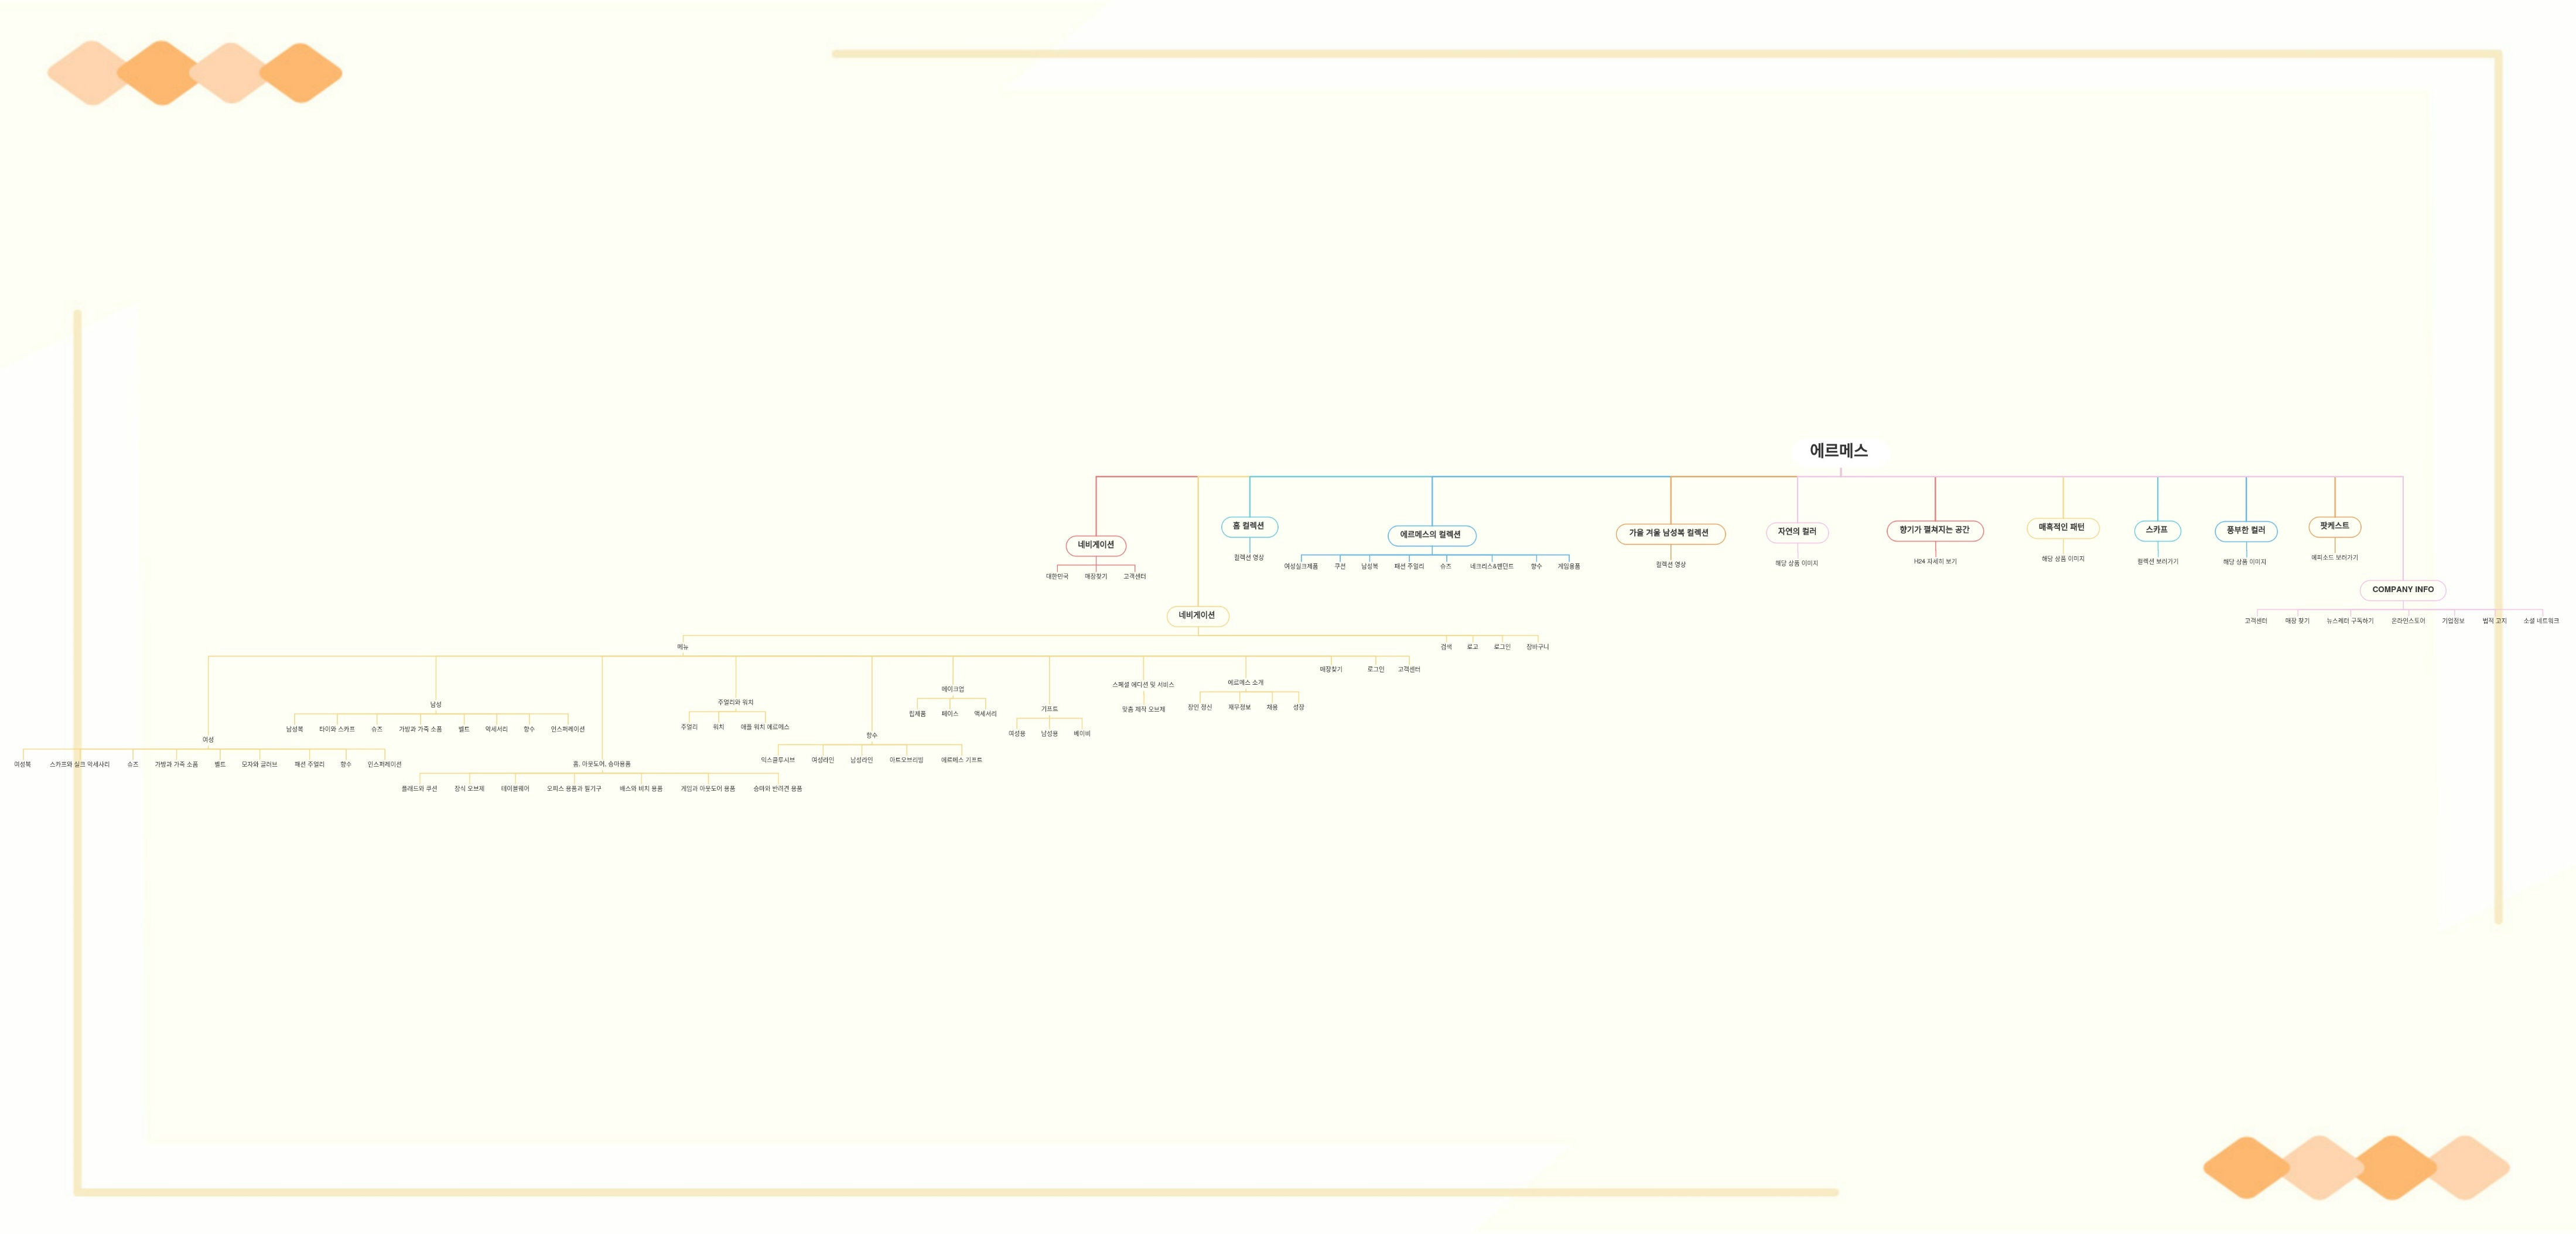 에르메스
네비게이션
대한민국
매장찾기
고객센터
네비게이션
메뉴
여성
여성복
스카프와 실크 악세사리
슈즈
가방과 가죽 소품
벨트
모자와 글러브
패션 주얼리
향수
인스퍼레이션
남성
남성복
타이와 스카프
슈즈
가방과 가죽 소품
벨트
악세서리
향수
인스퍼레이션
홈, 아웃도어, 승마용품
플래드와 쿠션
장식 오브제
테이블웨어
오피스 용품과 필기구
배스와 비치 용품
게임과 아웃도어 용품
승마와 반려견 용품
주얼리와 워치
주얼리
워치
애플 워치 에르메스
향수
익스클루시브
여성라인
남성라인
아트오브리빙
에르메스 기프트
메이크업
립제품
페이스
액세서리
기프트
여성용
남성용
베이비
스페셜 에디션 및 서비스
맞춤 제작 오브제
에르메스 소개
장인 정신
재무정보
채용
성장
매장찾기
로그인
고객센터
검색
로고
로그인
장바구니
홈 컬렉션
컬렉션 영상
에르메스의 컬렉션
여성실크제품
쿠션
남성복
패션 주얼리
슈즈
네크리스&펜던트
향수
게임용품
가을 겨울 남성복 컬렉션
컬렉션 영상
자연의 컬러
해당 상품 이미지
향기가 펼쳐지는 공간
H24 자세히 보기
매혹적인 패턴
해당 상품 이미지
스카프
컬렉션 보러가기
풍부한 컬러
해당 상품 이미지
팟케스트
에피소드 보러가기
COMPANY INFO
고객센터
매장 찾기
뉴스레터 구독하기
온라인스토어
기업정보
법적 고지
소셜 네트워크